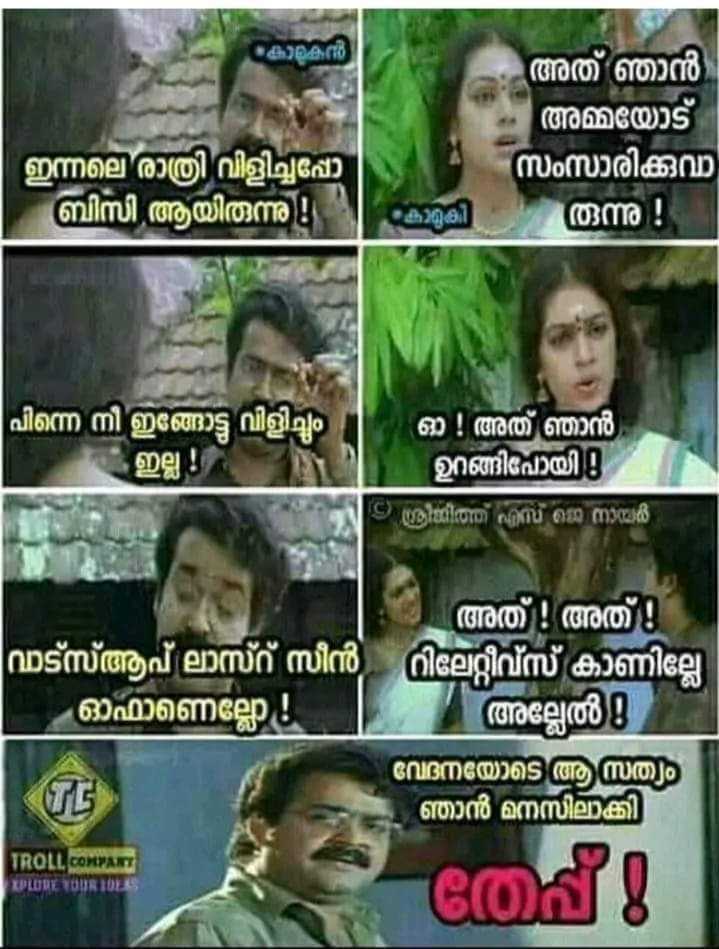 *കാമുകൻ
ഇന്നലെ രാത്രി വിളിച്ചപ്പോ
ബിസി ആയിരുന്നു !
അത് ഞാൻ
അമ്മയോട്
സംസാരിക്കുവാ
രുന്നു !
*കാമുകി
പിന്നെ നീ ഇങ്ങോട്ടു വിളിച്ചും
ഇല്ല !
ഓ ! അത് ഞാൻ
ഉറങ്ങിപോയി !
© ശ്രീജിത്ത് എസ് ജെ നായർ
വാട്സ്ആപ് ലാസ്റ് സീൻ
ഓഫാണെല്ലോ !
അത് ! അത് !
റിലേറ്റീവ്സ് കാണില്ലേ
അല്ലേൽ !
വേദനയോടെ ആ സത്യം
ഞാൻ മനസിലാക്കി
തേപ്പ് !
TC
TROLL COMPANY
EXPLORE YOUR IDEAS